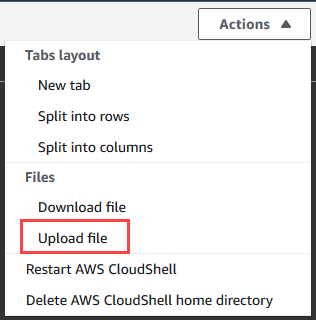 Actions
Tabs layout
New tab
Split into rows
Split into columns
Files
Download file
Upload file
Restart AWS CloudShell
Delete AWS CloudShell home directory